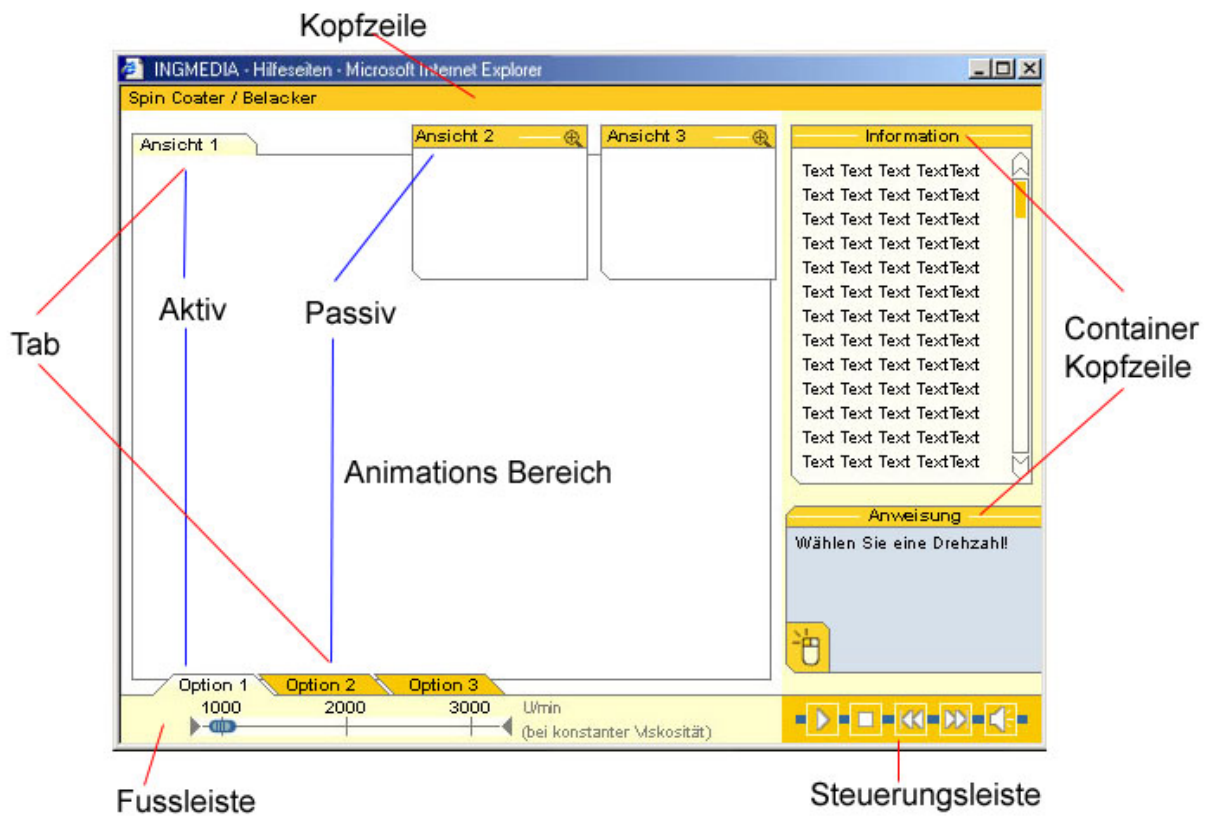 Kopfzeile
INGMEDIA - Hilfeseiten - Microsoft Internet Explorer
Spin Coater / Belacker
Ansicht 1
Ansicht 2
Ansicht 3
Information
Text Text Text TextText
Text Text Text TextText
Text Text Text TextText
Text Text Text TextText
Text Text Text TextText
Text Text Text TextText
Text Text Text TextText
Text Text Text TextText
Text Text Text TextText
Text Text Text TextText
Text Text Text TextText
Text Text Text TextText
Text Text Text TextText
Aktiv
Passiv
Tab
Container
Kopfzeile
Animations Bereich
Anweisung
Wählen Sie eine Drehzahl!
Option 1
Option 2
Option 3
1000 2000 3000 U/min
(bei konstanter Viskosität)
Fussleiste
Steuerungsleiste